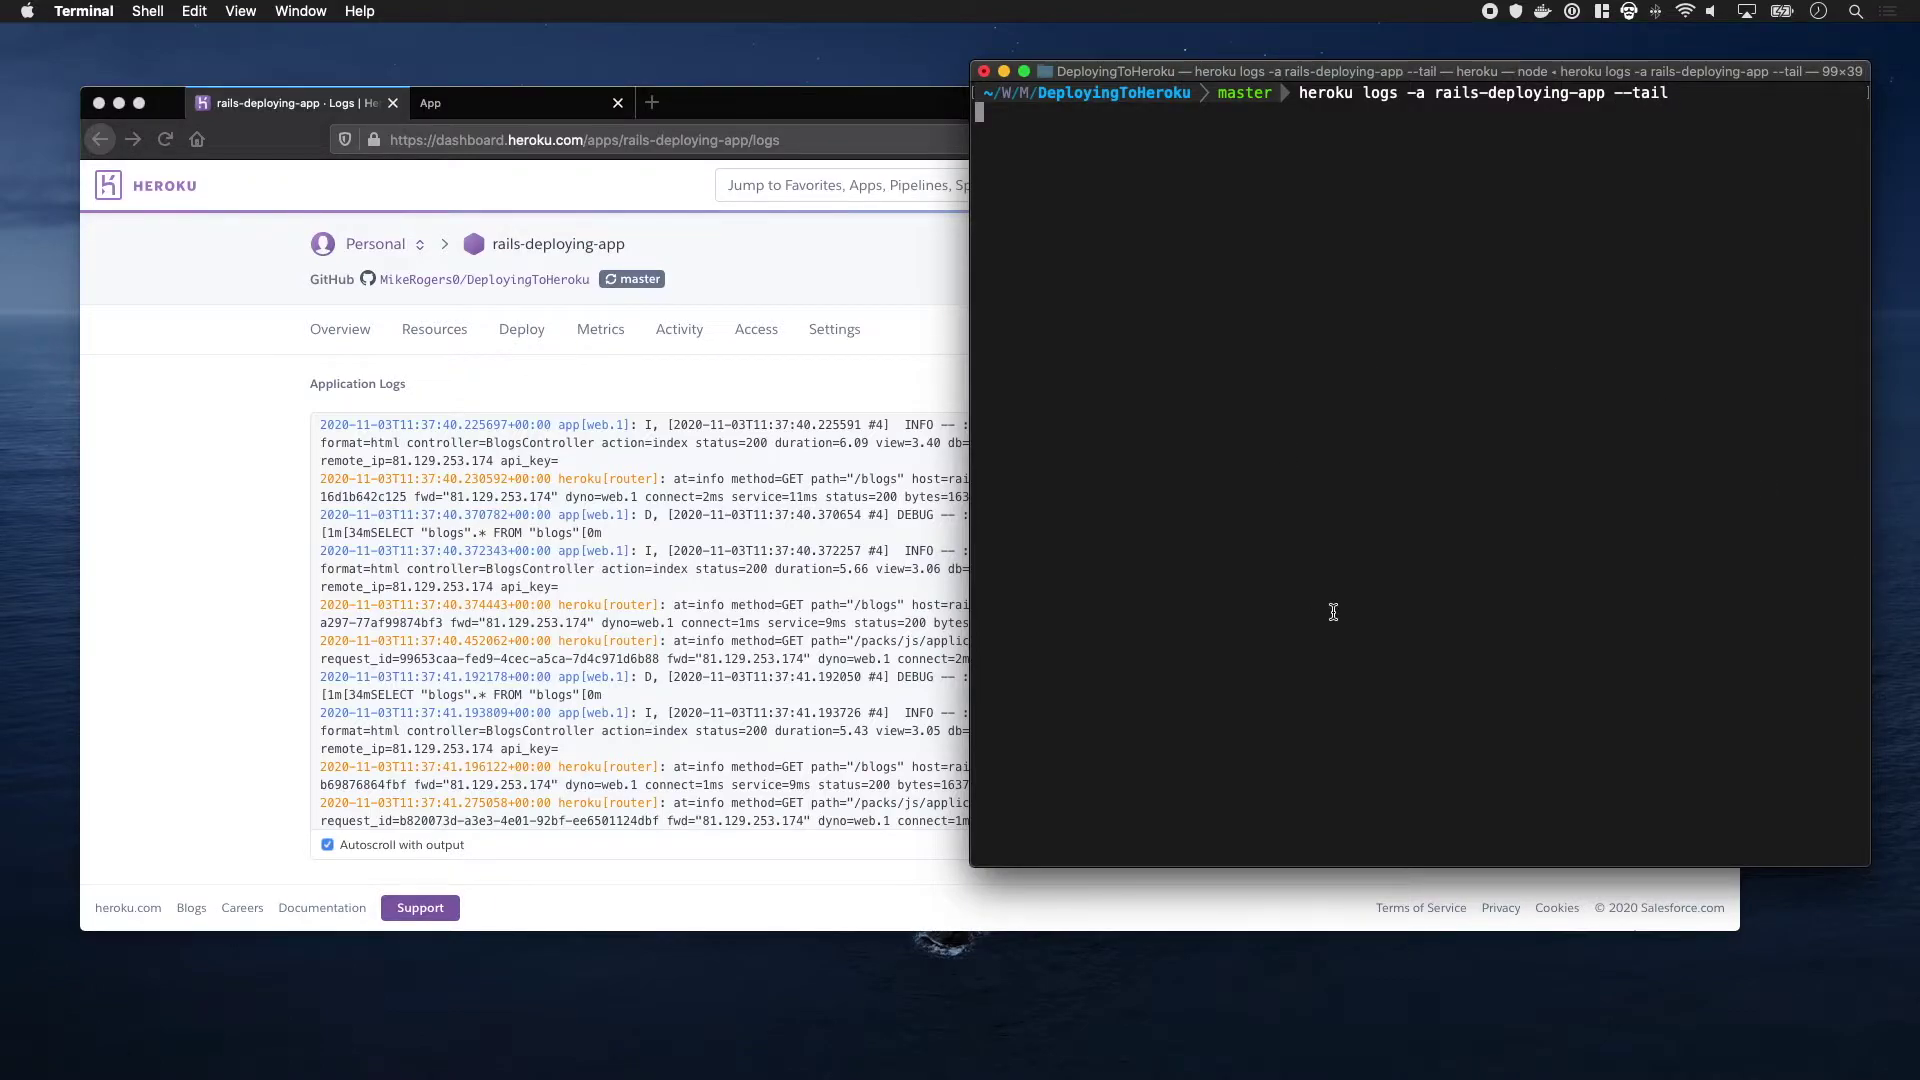 Terminal Shell Edit View Window Help
DeployingToHeroku — heroku logs -a rails-deploying-app --tail — heroku — node ◂ heroku logs -a rails-deploying-app --tail — 99×39
~/W/M/DeployingToHeroku master heroku logs -a rails-deploying-app --tail
rails-deploying-app · Logs | He
App
https://dashboard.heroku.com/apps/rails-deploying-app/logs
HEROKU
Jump to Favorites, Apps, Pipelines, Sp
Personal > rails-deploying-app
GitHub MikeRogers0/DeployingToHeroku master
Overview Resources Deploy Metrics Activity Access Settings
Application Logs
2020-11-03T11:37:40.225697+00:00 app[web.1]: I, [2020-11-03T11:37:40.225591 #4]  INFO -- :
format=html controller=BlogsController action=index status=200 duration=6.09 view=3.40 db=
remote_ip=81.129.253.174 api_key=
2020-11-03T11:37:40.230592+00:00 heroku[router]: at=info method=GET path="/blogs" host=rai
16d1b642c125 fwd="81.129.253.174" dyno=web.1 connect=2ms service=11ms status=200 bytes=163
2020-11-03T11:37:40.370782+00:00 app[web.1]: D, [2020-11-03T11:37:40.370654 #4] DEBUG -- :
[1m[34mSELECT "blogs".* FROM "blogs"[0m
2020-11-03T11:37:40.372343+00:00 app[web.1]: I, [2020-11-03T11:37:40.372257 #4]  INFO -- :
format=html controller=BlogsController action=index status=200 duration=5.66 view=3.06 db=
remote_ip=81.129.253.174 api_key=
2020-11-03T11:37:40.374443+00:00 heroku[router]: at=info method=GET path="/blogs" host=rai
a297-77af99874bf3 fwd="81.129.253.174" dyno=web.1 connect=1ms service=9ms status=200 bytes
2020-11-03T11:37:40.452062+00:00 heroku[router]: at=info method=GET path="/packs/js/applic
request_id=99653caa-fed9-4cec-a5ca-7d4c971d6b88 fwd="81.129.253.174" dyno=web.1 connect=2m
2020-11-03T11:37:41.192178+00:00 app[web.1]: D, [2020-11-03T11:37:41.192050 #4] DEBUG -- :
[1m[34mSELECT "blogs".* FROM "blogs"[0m
2020-11-03T11:37:41.193809+00:00 app[web.1]: I, [2020-11-03T11:37:41.193726 #4]  INFO -- :
format=html controller=BlogsController action=index status=200 duration=5.43 view=3.05 db=
remote_ip=81.129.253.174 api_key=
2020-11-03T11:37:41.196122+00:00 heroku[router]: at=info method=GET path="/blogs" host=rai
b69876864fbf fwd="81.129.253.174" dyno=web.1 connect=1ms service=9ms status=200 bytes=1637
2020-11-03T11:37:41.275058+00:00 heroku[router]: at=info method=GET path="/packs/js/applic
request_id=b820073d-a3e3-4e01-92bf-ee6501124dbf fwd="81.129.253.174" dyno=web.1 connect=1m
Autoscroll with output
heroku.com Blogs Careers Documentation Support
Terms of Service Privacy Cookies © 2020 Salesforce.com